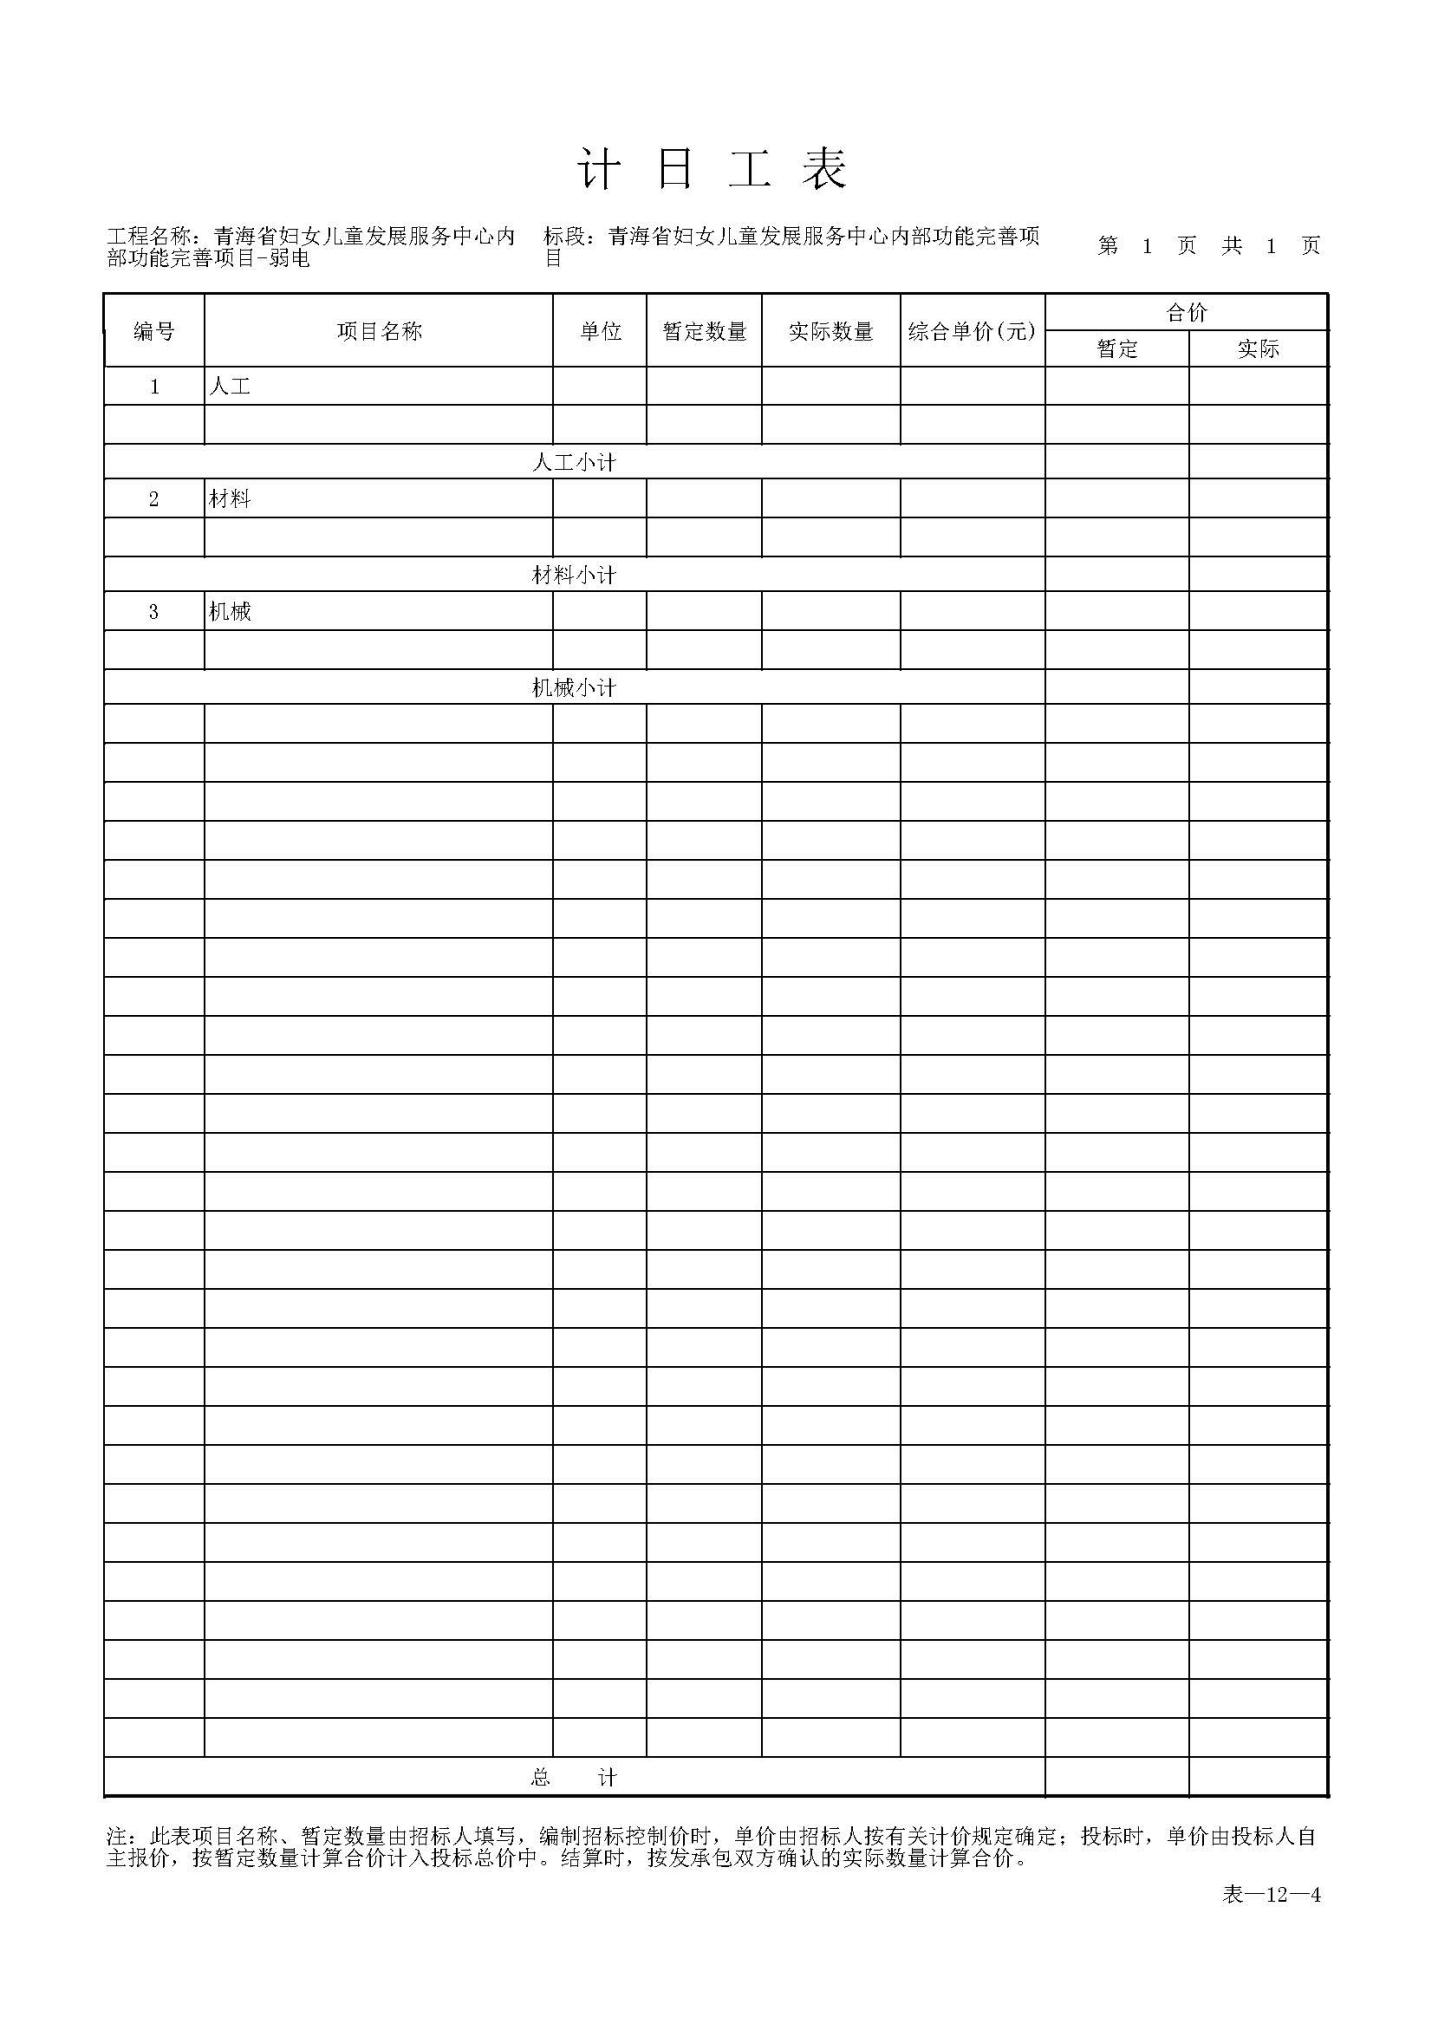 计 日 工 表
工程名称：青海省妇女儿童发展服务中心内
部功能完善项目-弱电
标段：青海省妇女儿童发展服务中心内部功能完善项
目
第 1 页 共 1 页
编号 项目名称 单位 暂定数量 实际数量 综合单价(元) 合价
暂定 实际
1 人工
人工小计
2 材料
材料小计
3 机械
机械小计
总 计
注：此表项目名称、暂定数量由招标人填写，编制招标控制价时，单价由招标人按有关计价规定确定；投标时，单价由投标人自
主报价，按暂定数量计算合价计入投标总价中。结算时，按发承包双方确认的实际数量计算合价。
表—12—4